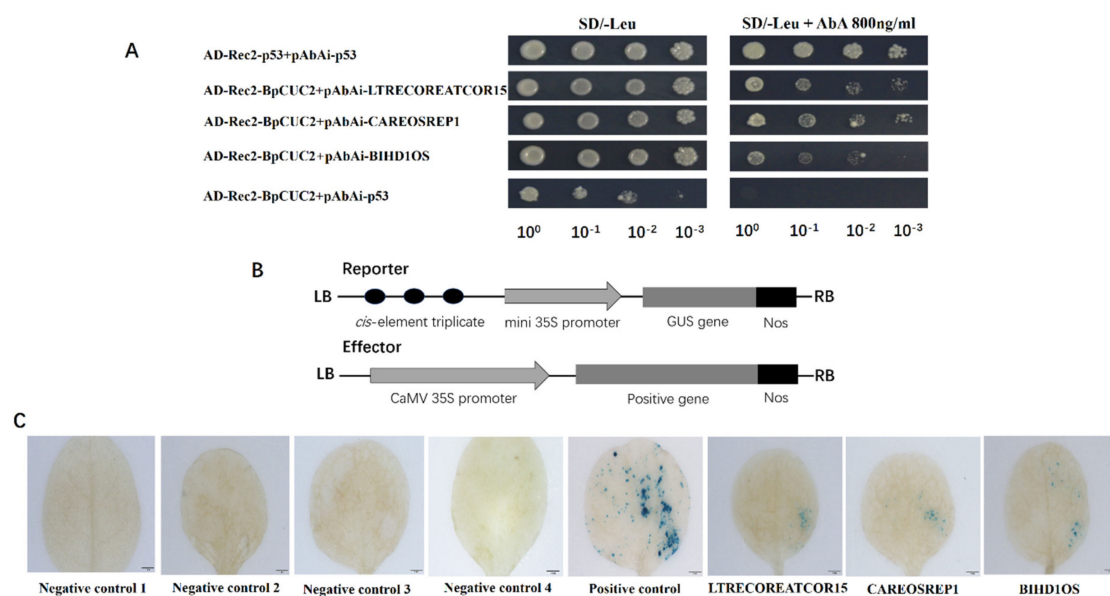 A
SD/-Leu
SD/-Leu + AbA 800ng/ml
AD-Rec2-p53+pAbAi-p53
AD-Rec2-BpCUC2+pAbAi-LTRECOREATCOR15
AD-Rec2-BpCUC2+pAbAi-CAREOSREP1
AD-Rec2-BpCUC2+pAbAi-BIHD1OS
AD-Rec2-BpCUC2+pAbAi-p53
10⁰ 10⁻¹ 10⁻² 10⁻³ 10⁰ 10⁻¹ 10⁻² 10⁻³
B
Reporter
LB RB
cis-element triplicate mini 35S promoter GUS gene Nos
Effector
LB RB
CaMV 35S promoter Positive gene Nos
C
Negative control 1 Negative control 2 Negative control 3 Negative control 4 Positive control LTRECOREATCOR15 CAREOSREP1 BIHD1OS